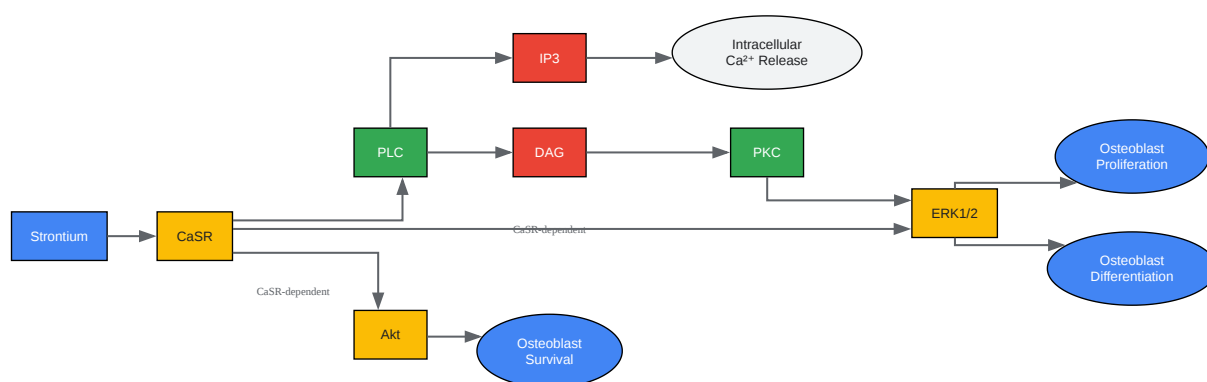 IP3
Intracellular
Ca²⁺ Release
PLC
DAG
PKC
Osteoblast
Proliferation
Strontium
CaSR
CaSR-dependent
ERK1/2
Osteoblast
Differentiation
CaSR-dependent
Akt
Osteoblast
Survival